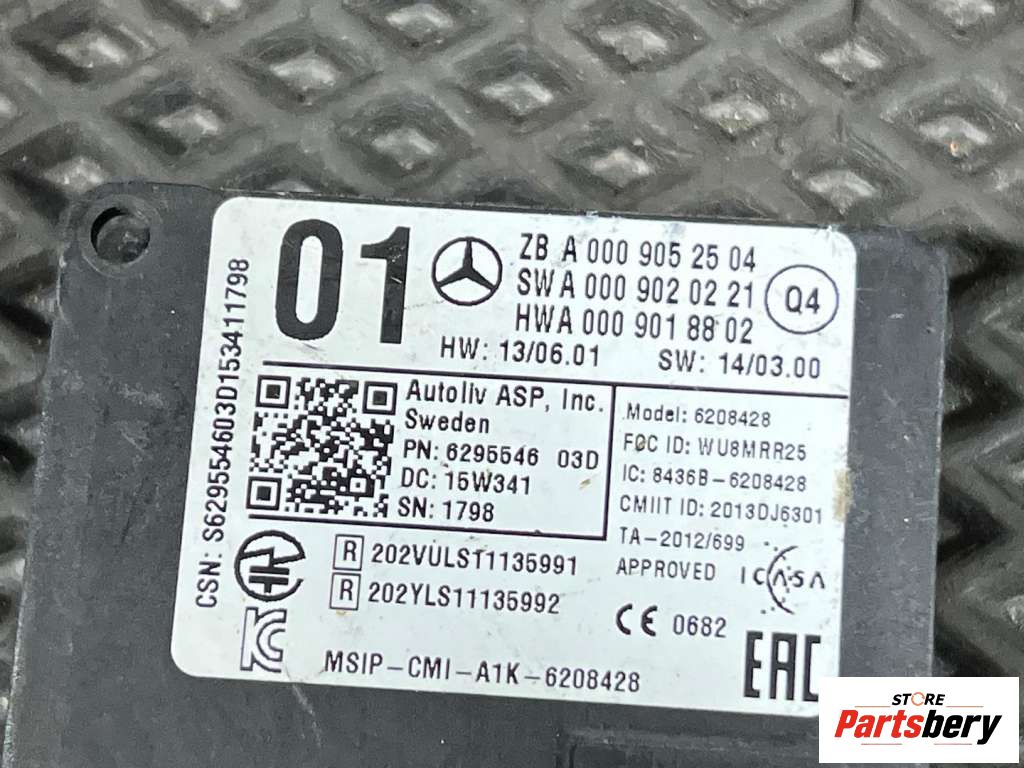 01
ZB A 000 905 25 04
SW A 000 902 02 21
HW A 000 901 88 02
Q4
HW: 13/06.01 SW: 14/03.00
CSN: S629554603D153411798
Autoliv ASP, Inc.
Sweden
PN: 6295546 03D
DC: 15W341
SN: 1798
Model: 6208428
FCC ID: WU8MRR25
IC: 8436B-6208428
CMIIT ID: 2013DJ6301
TA-2012/699
APPROVED ICASA
R 202VULS11135991
R 202YLS11135992
CE 0682
EAC
KC
MSIP-CMI-A1K-6208428
STORE
Partsbery